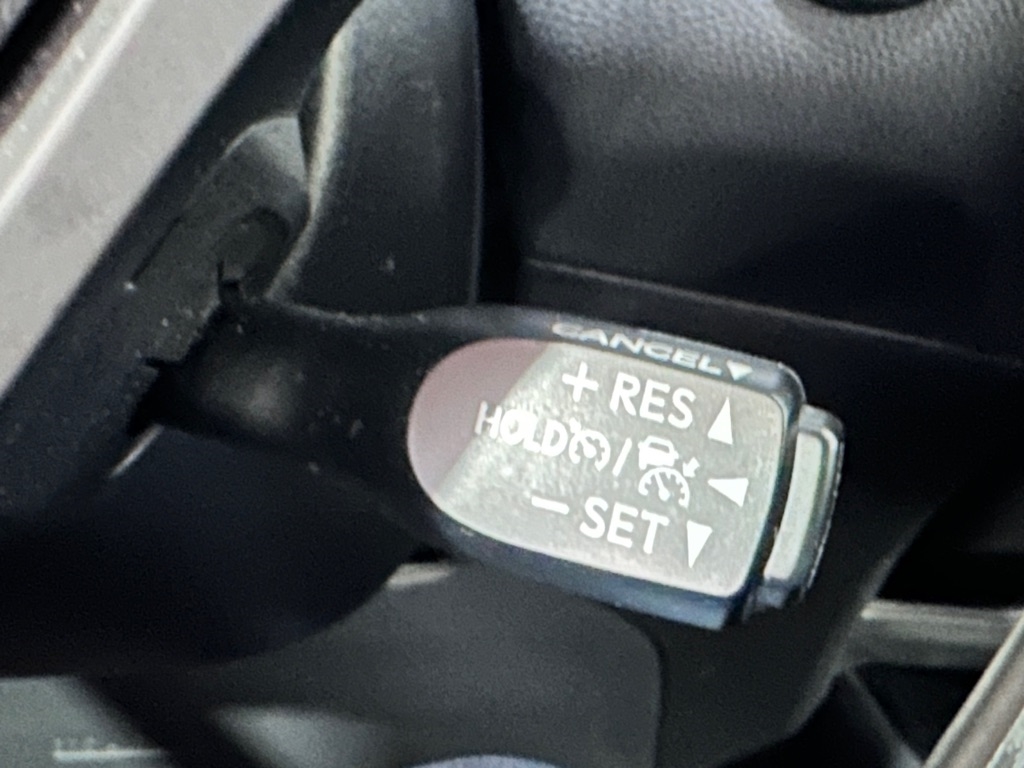 CANCEL▼
+ RES ▲
HOLD / ◀
− SET ▼